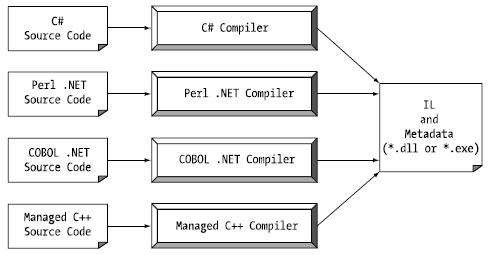 C#
Source Code
C# Compiler
Perl .NET
Source Code
Perl .NET Compiler
COBOL .NET
Source Code
COBOL .NET Compiler
Managed C++
Source Code
Managed C++ Compiler
IL
and
Metadata
(*.dll or *.exe)